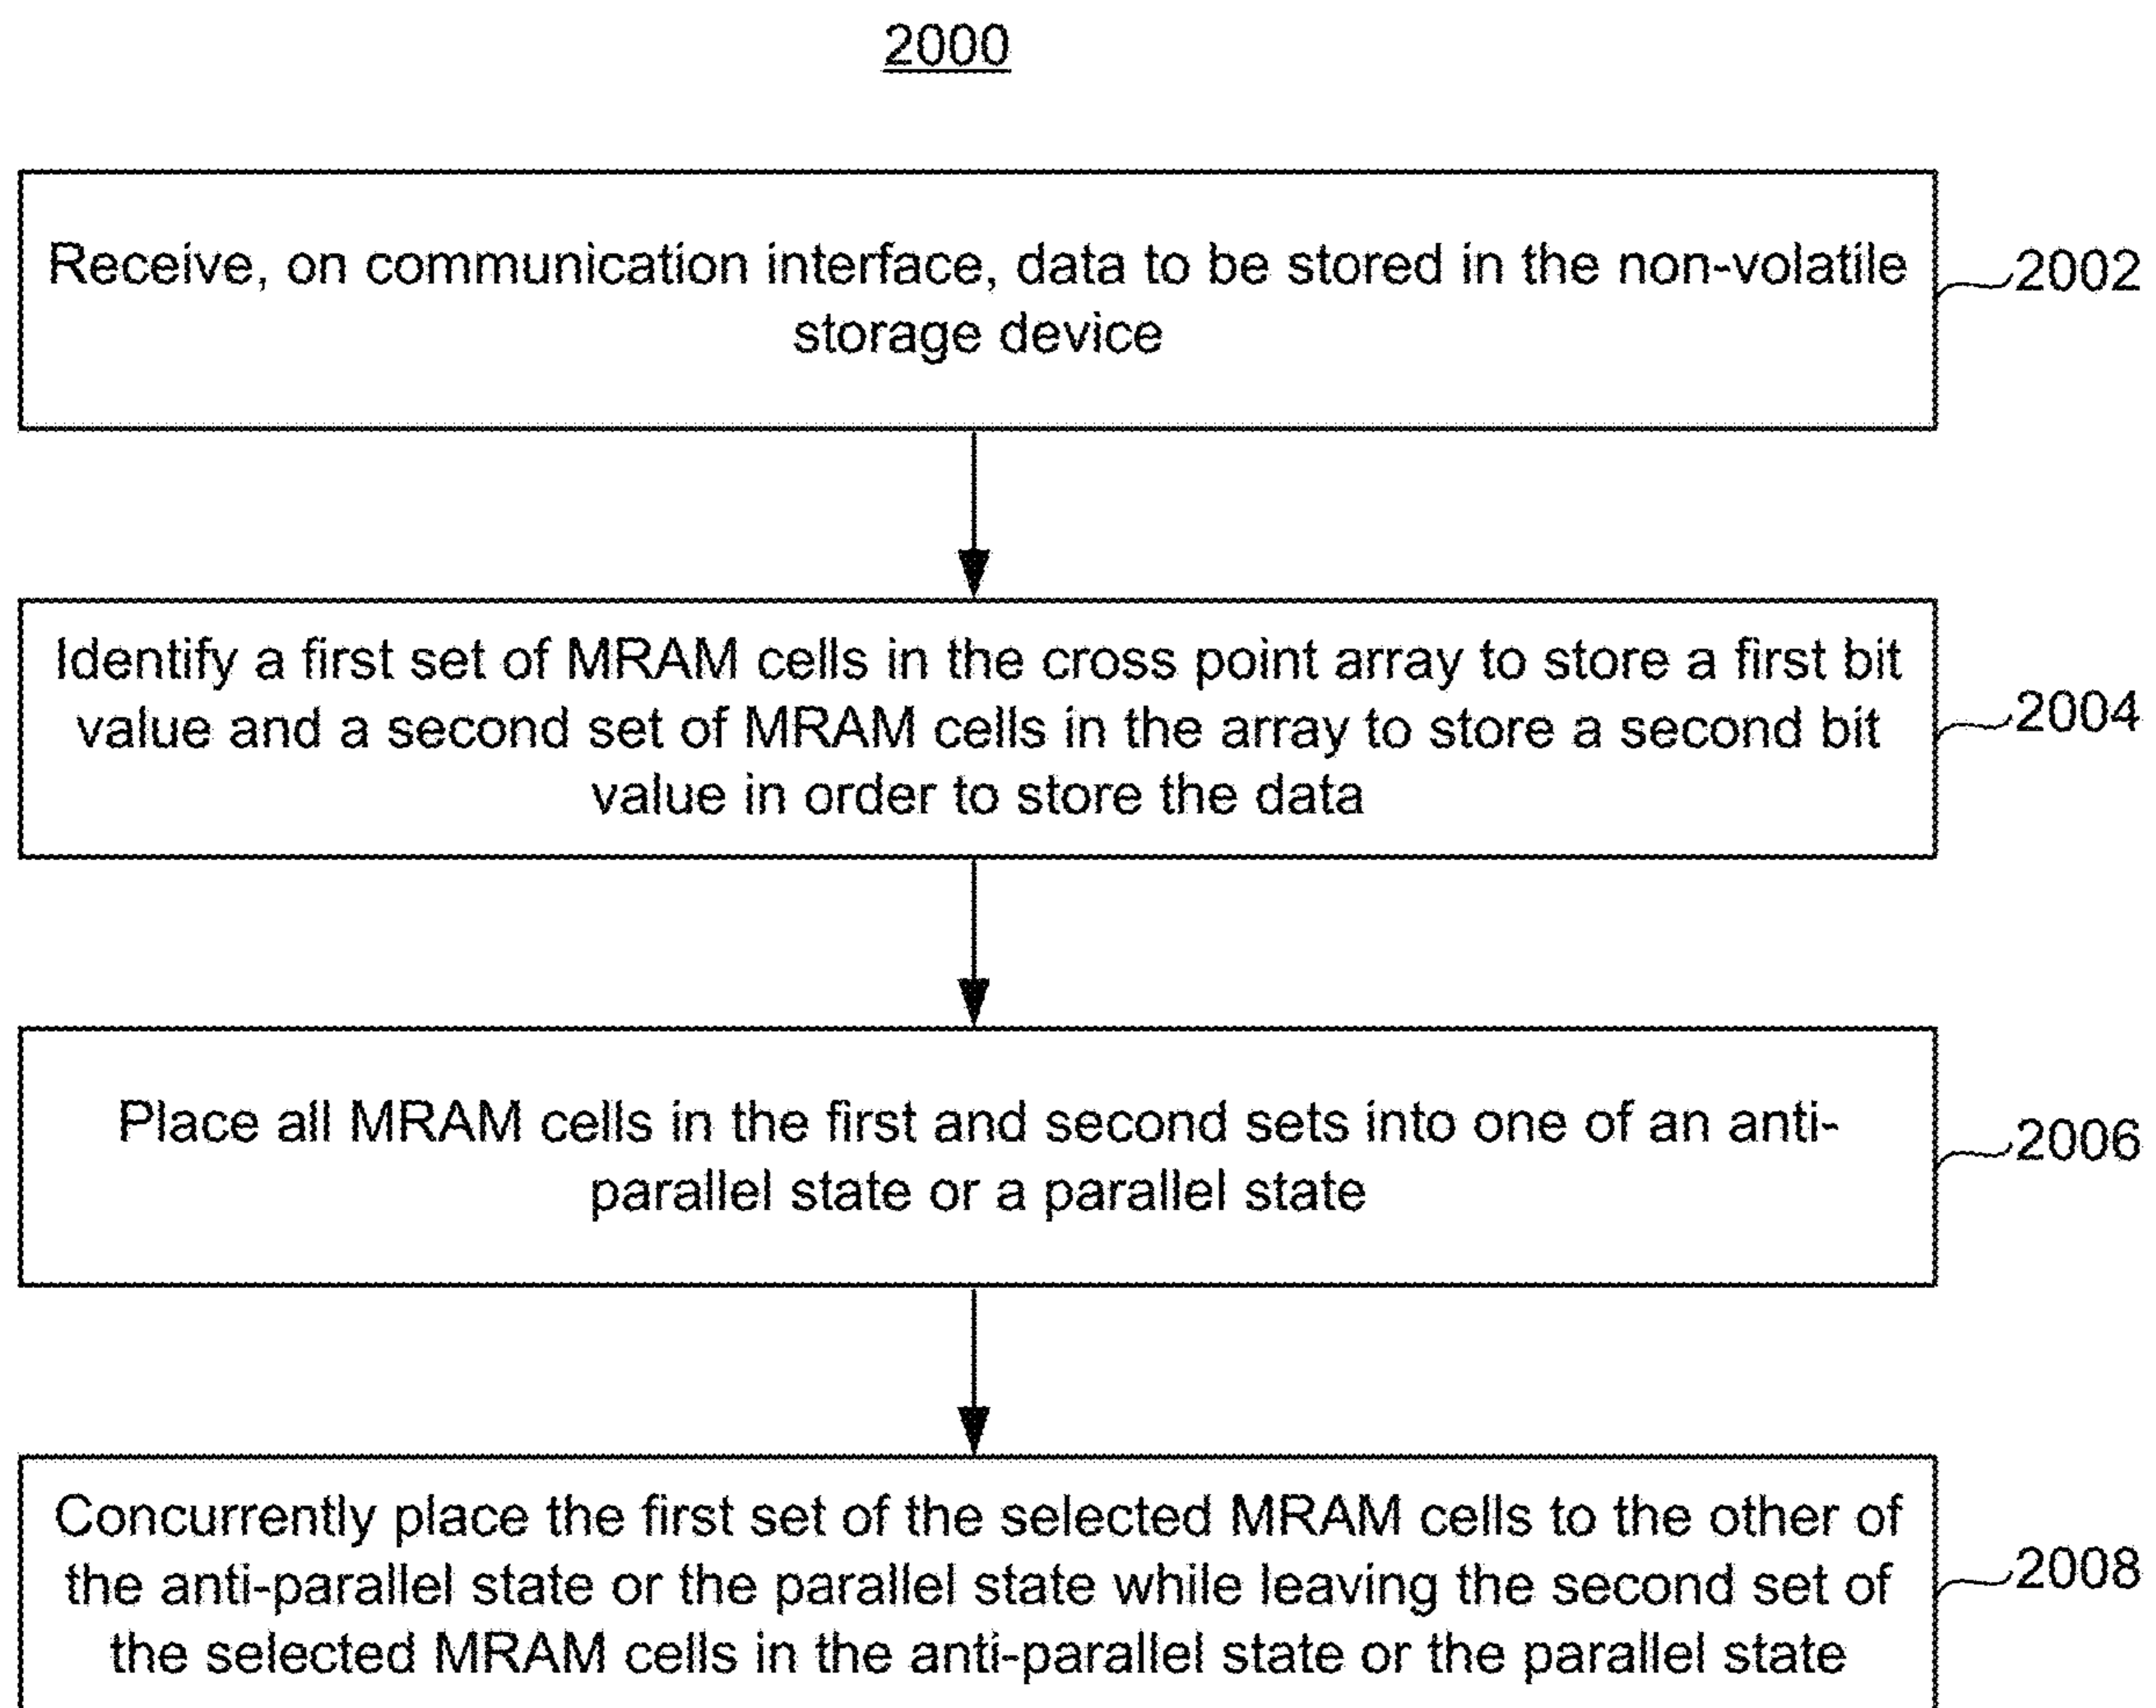 2000
Receive, on communication interface, data to be stored in the non-volatile
storage device
2002
Identify a first set of MRAM cells in the cross point array to store a first bit
value and a second set of MRAM cells in the array to store a second bit
value in order to store the data
2004
Place all MRAM cells in the first and second sets into one of an anti-
parallel state or a parallel state
2006
Concurrently place the first set of the selected MRAM cells to the other of
the anti-parallel state or the parallel state while leaving the second set of
the selected MRAM cells in the anti-parallel state or the parallel state
2008